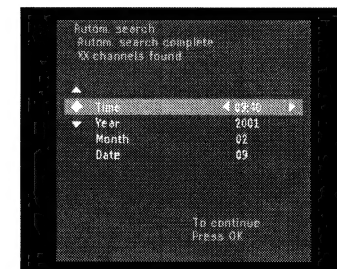 Autom. search
Autom. search complete
XX channels found
Time 09:40
Year 2001
Month 02
Date 09
To continue
Press OK